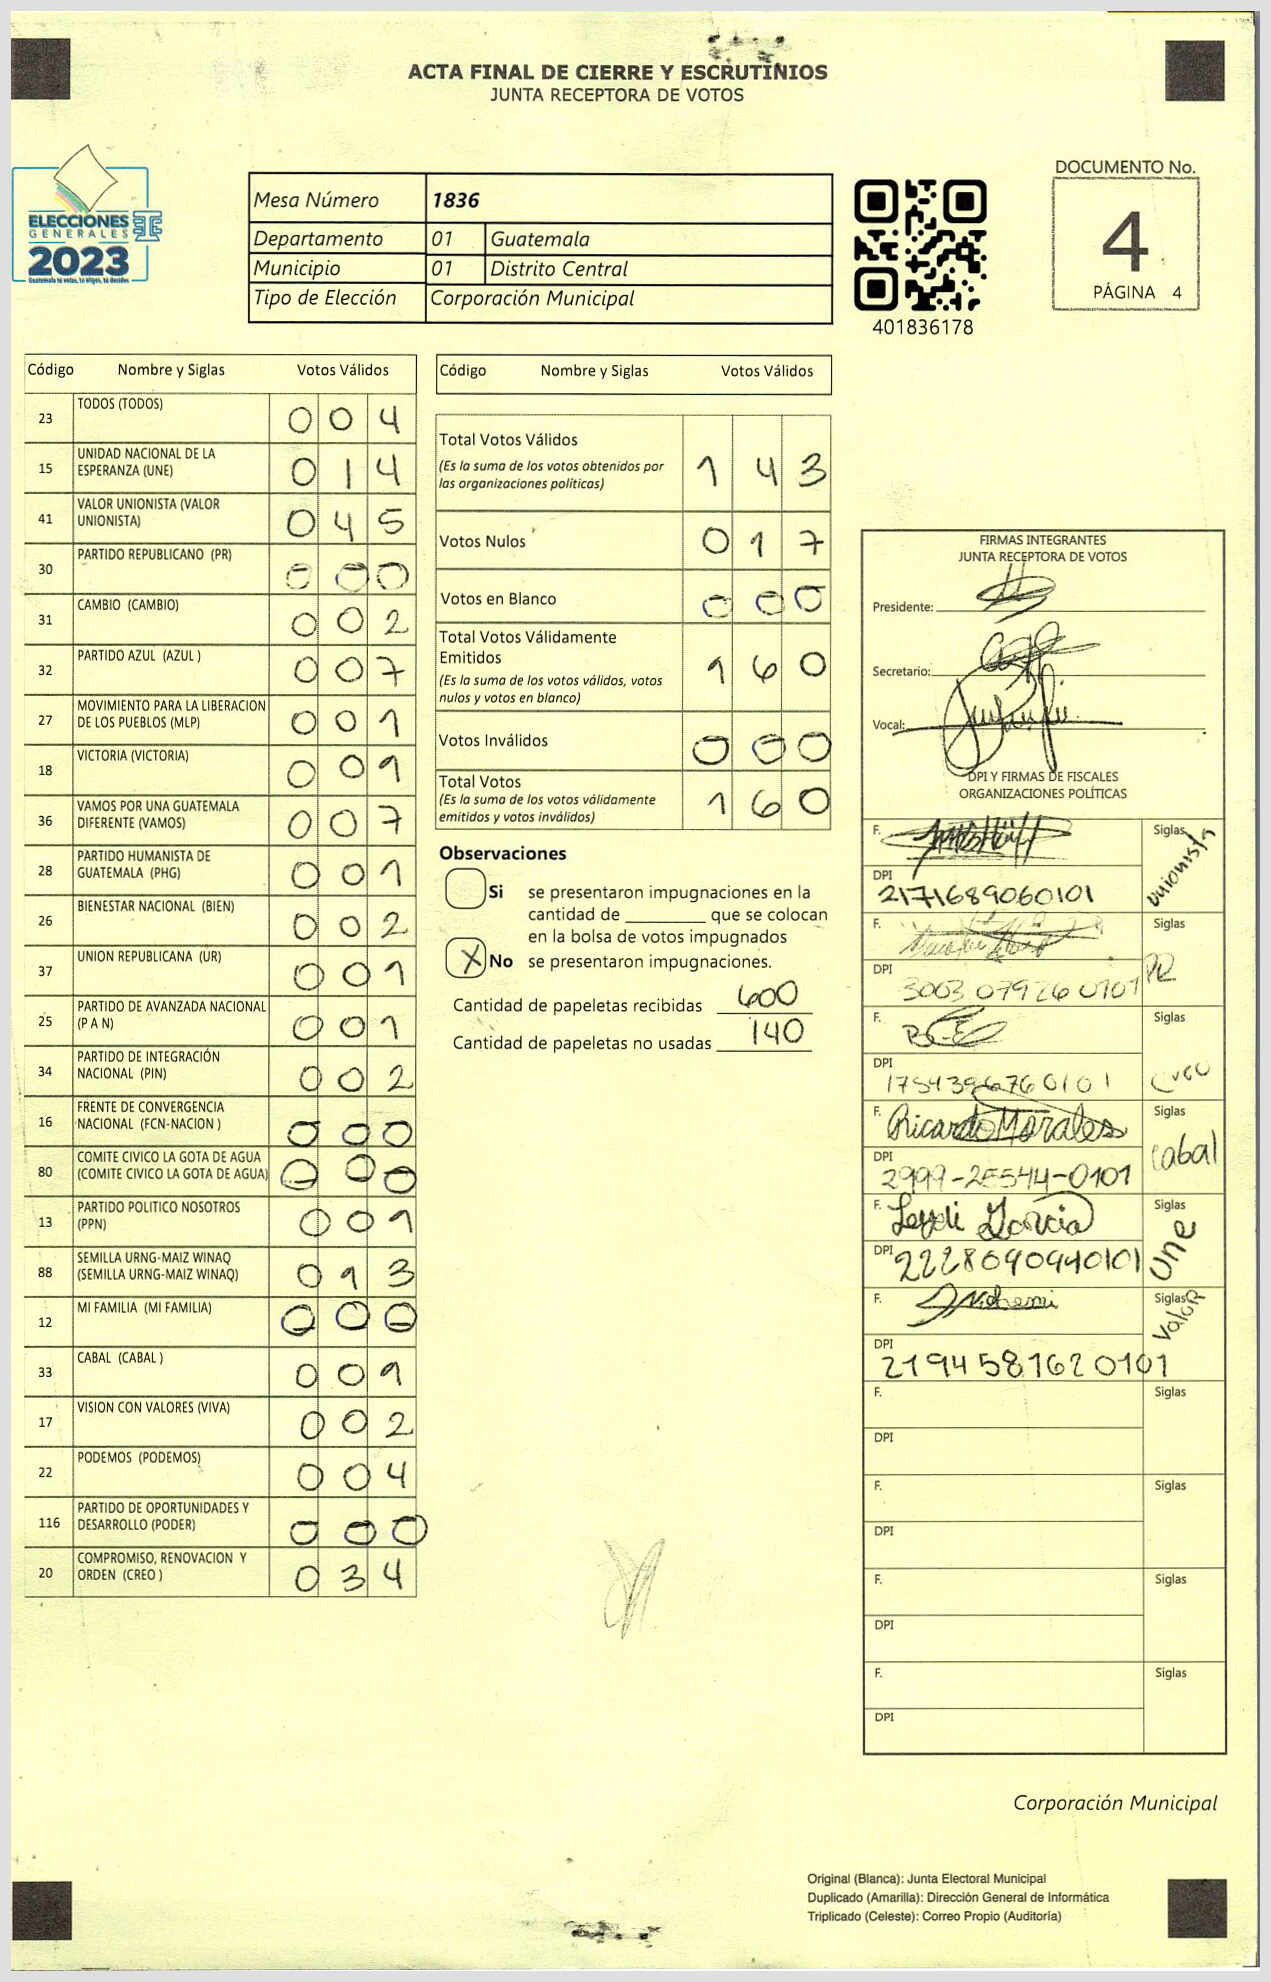 ACTA FINAL DE CIERRE Y ESCRUTINIOS
JUNTA RECEPTORA DE VOTOS
ELECCIONES
GENERALES
2023
Guatemala te velas, tú eliges, tú decides
Mesa Número 1836
Departamento 01 Guatemala
Municipio 01 Distrito Central
Tipo de Elección Corporación Municipal
401836178
DOCUMENTO No.
4
PÁGINA 4
Código Nombre y Siglas Votos Válidos
23 TODOS (TODOS) 0 0 4
15 UNIDAD NACIONAL DE LA
ESPERANZA (UNE) 0 1 4
41 VALOR UNIONISTA (VALOR
UNIONISTA) 0 4 5
30 PARTIDO REPUBLICANO (PR) 0 0 0
31 CAMBIO (CAMBIO) 0 0 2
32 PARTIDO AZUL (AZUL ) 0 0 7
27 MOVIMIENTO PARA LA LIBERACION
DE LOS PUEBLOS (MLP) 0 0 1
18 VICTORIA (VICTORIA) 0 0 1
36 VAMOS POR UNA GUATEMALA
DIFERENTE (VAMOS) 0 0 7
28 PARTIDO HUMANISTA DE
GUATEMALA (PHG) 0 0 1
26 BIENESTAR NACIONAL (BIEN) 0 0 2
37 UNION REPUBLICANA (UR) 0 0 1
25 PARTIDO DE AVANZADA NACIONAL
(P A N) 0 0 1
34 PARTIDO DE INTEGRACIÓN
NACIONAL (PIN) 0 0 2
16 FRENTE DE CONVERGENCIA
NACIONAL (FCN-NACION ) 0 0 0
80 COMITE CIVICO LA GOTA DE AGUA
(COMITE CIVICO LA GOTA DE AGUA) 0 0 0
13 PARTIDO POLITICO NOSOTROS
(PPN) 0 0 1
88 SEMILLA URNG-MAIZ WINAQ
(SEMILLA URNG-MAIZ WINAQ) 0 1 3
12 MI FAMILIA (MI FAMILIA) 0 0 0
33 CABAL (CABAL ) 0 0 1
17 VISION CON VALORES (VIVA) 0 0 2
22 PODEMOS (PODEMOS) 0 0 4
116 PARTIDO DE OPORTUNIDADES Y
DESARROLLO (PODER) 0 0 0
20 COMPROMISO, RENOVACION Y
ORDEN (CREO ) 0 3 4
Código Nombre y Siglas Votos Válidos
Total Votos Válidos
(Es la suma de los votos obtenidos por
las organizaciones políticas) 1 4 3
Votos Nulos 0 1 7
Votos en Blanco 0 0 0
Total Votos Válidamente
Emitidos 1 6 0
(Es la suma de los votos válidos, votos
nulos y votos en blanco)
Votos Inválidos 0 0 0
Total Votos
(Es la suma de los votos válidamente
emitidos y votos inválidos) 1 6 0
Observaciones
Si se presentaron impugnaciones en la
cantidad de ________ que se colocan
en la bolsa de votos impugnados
X No se presentaron impugnaciones.
Cantidad de papeletas recibidas 600
Cantidad de papeletas no usadas 140
FIRMAS INTEGRANTES
JUNTA RECEPTORA DE VOTOS
Presidente:
Secretario:
Vocal:
DPI Y FIRMAS DE FISCALES
ORGANIZACIONES POLÍTICAS
F. Siglas
unionista
DPI
2171689060101
F. Siglas
PR
DPI
3003 07926 0101
F. Siglas
DPI
1754396760101
F. Ricardo Morales Siglas
Cabal
DPI
F. Leydi García Siglas
Une
DPI 2228090940101
F. Siglas
Valor
DPI
2194581620101
F. Siglas
DPI
F. Siglas
DPI
F. Siglas
DPI
F. Siglas
DPI
Corporación Municipal
Original (Blanca): Junta Electoral Municipal
Duplicado (Amarilla): Dirección General de Informática
Triplicado (Celeste): Correo Propio (Auditoría)